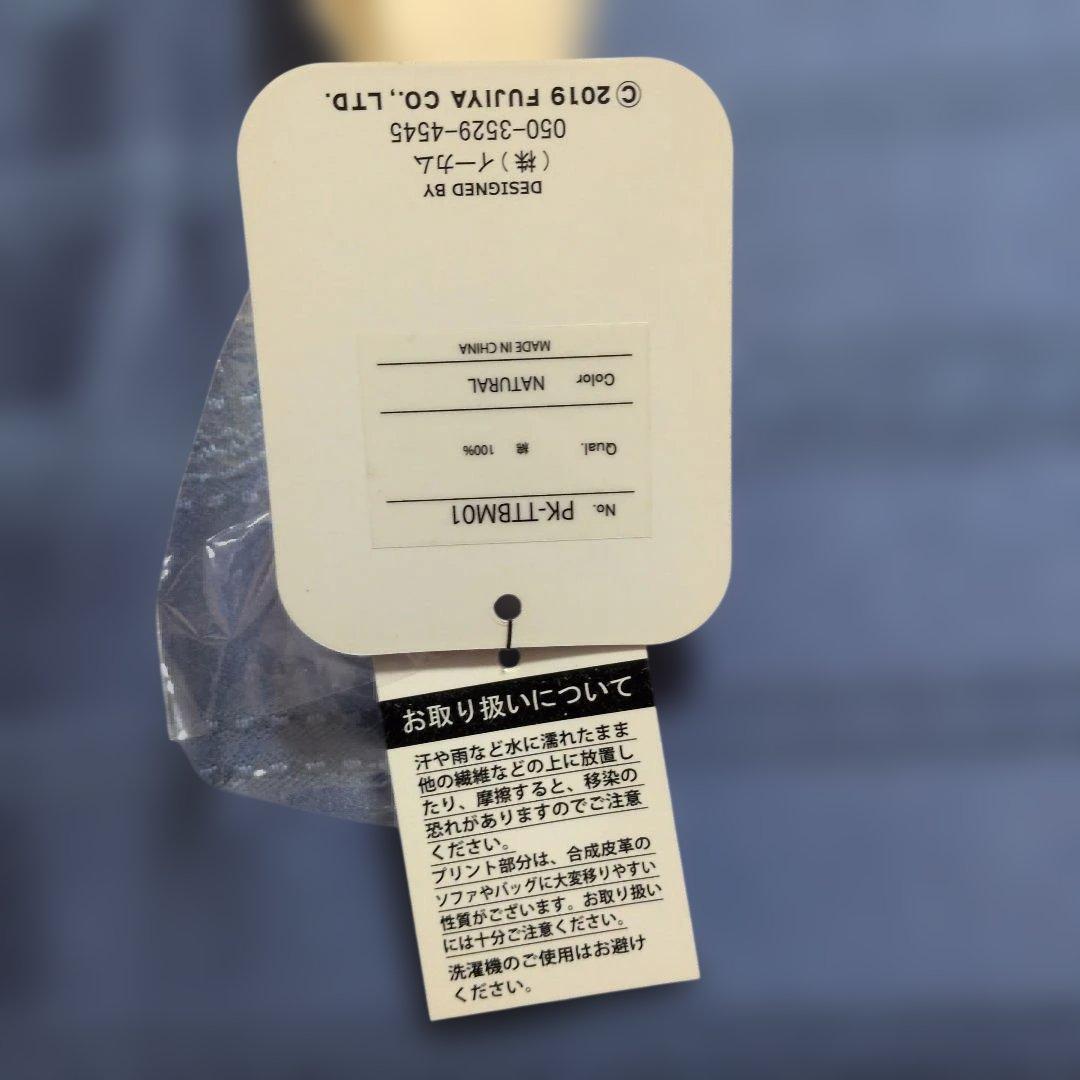 No. PK-TTBM01
Qual. 綿 100%
Color NATURAL
MADE IN CHINA
DESIGNED BY
(株)イーカム
050-3529-4545
©2019 FUJIYA CO., LTD.
お取り扱いについて
汗や雨など水に濡れたまま
他の繊維などの上に放置し
たり、摩擦すると、移染の
恐れがありますのでご注意
ください。
プリント部分は、合成皮革の
ソファやバッグに大変移りやすい
性質がございます。お取り扱い
には十分ご注意ください。
洗濯機のご使用はお避け
ください。